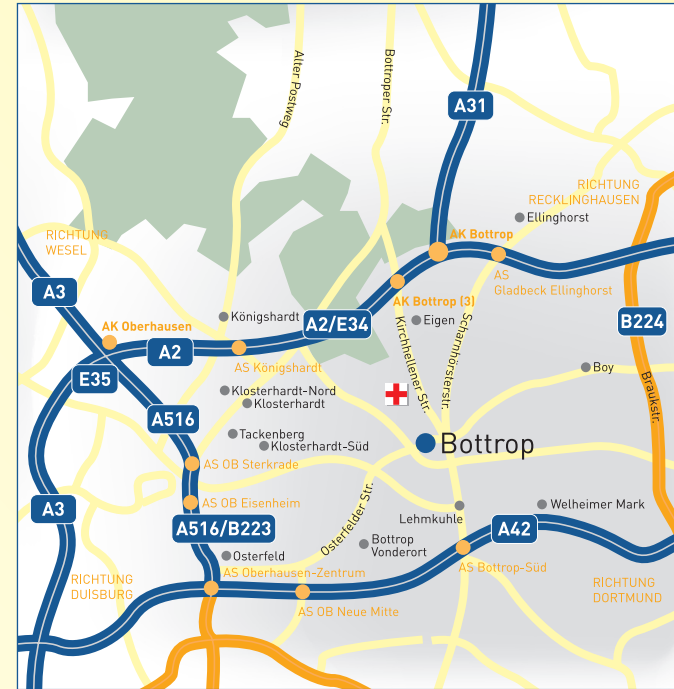 Alter Postweg
Bottroper Str.
A31
RICHTUNG
RECKLINGHAUSEN
Ellinghorst
RICHTUNG
WESEL
AK Bottrop
AS
Gladbeck Ellinghorst
A3
AK Bottrop (3)
Königshardt
A2/E34
Eigen
B224
AK Oberhausen
A2
AS Königshardt
Kirchhellener Str.
Scharnhörsterstr.
Boy
E35
Braukstr.
Klosterhardt-Nord
Klosterhardt
A516
Tackenberg
Klosterhardt-Süd
Bottrop
AS OB Sterkrade
AS OB Eisenheim
Osterfelder Str.
A3
Lehmkuhle
Welheimer Mark
A516/B223
A42
Bottrop
Vonderort
Osterfeld
AS Oberhausen-Zentrum
AS Bottrop-Süd
RICHTUNG
DUISBURG
RICHTUNG
DORTMUND
AS OB Neue Mitte